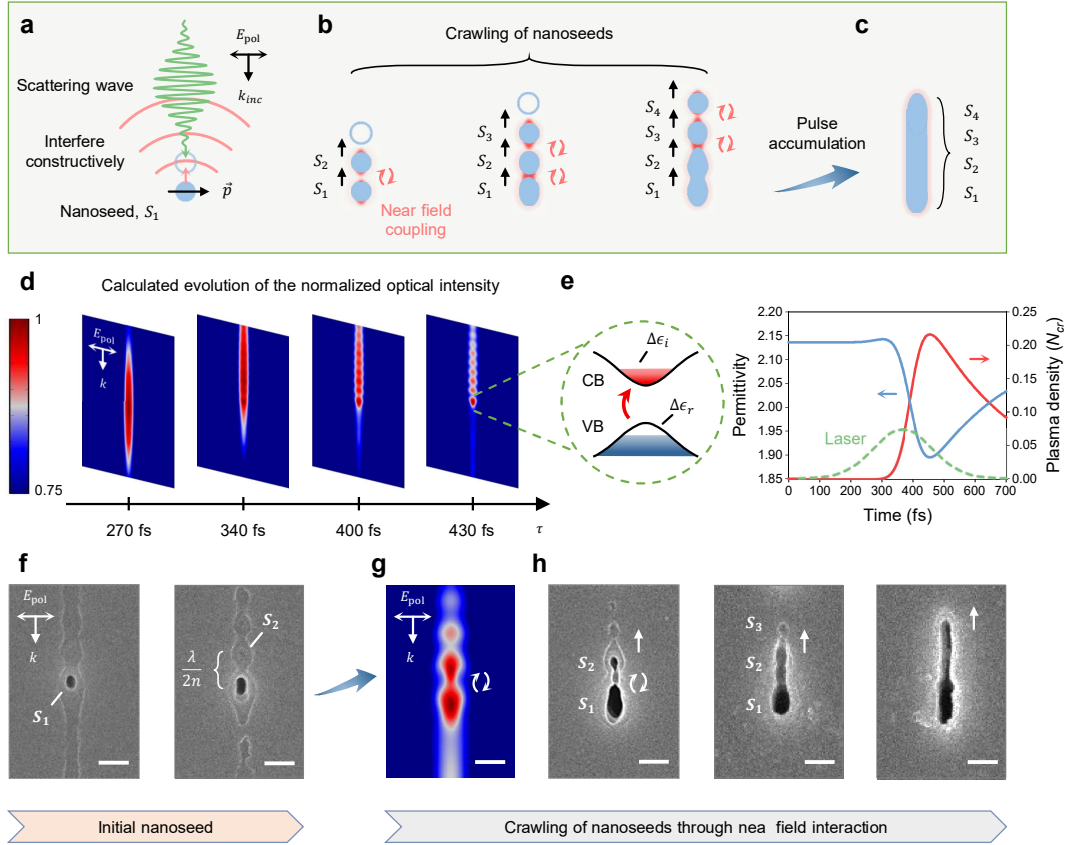 a
E_pol
k_inc
Scattering wave
Interfere
constructively
p⃗
Nanoseed, S_1
b
Crawling of nanoseeds
S_2
S_1
Near field
coupling
S_3
S_2
S_1
S_4
S_3
S_2
S_1
Pulse
accumulation
c
S_4
S_3
S_2
S_1
d
Calculated evolution of the normalized optical intensity
1
0.75
E_pol
k
270 fs
340 fs
400 fs
430 fs
τ
e
Δϵ_i
CB
Δϵ_r
VB
Permittivity
2.20
2.15
2.10
2.05
2.00
1.95
1.90
1.85
Laser
0.25
0.20
0.15
0.10
0.05
0.00
Plasma density (N_cr)
0 100 200 300 400 500 600 700
Time (fs)
f
E_pol
k
S_1
S_2
λ/2n
g
E_pol
k
h
S_2
S_1
S_3
S_2
S_1
Initial nanoseed
Crawling of nanoseeds through nea field interaction